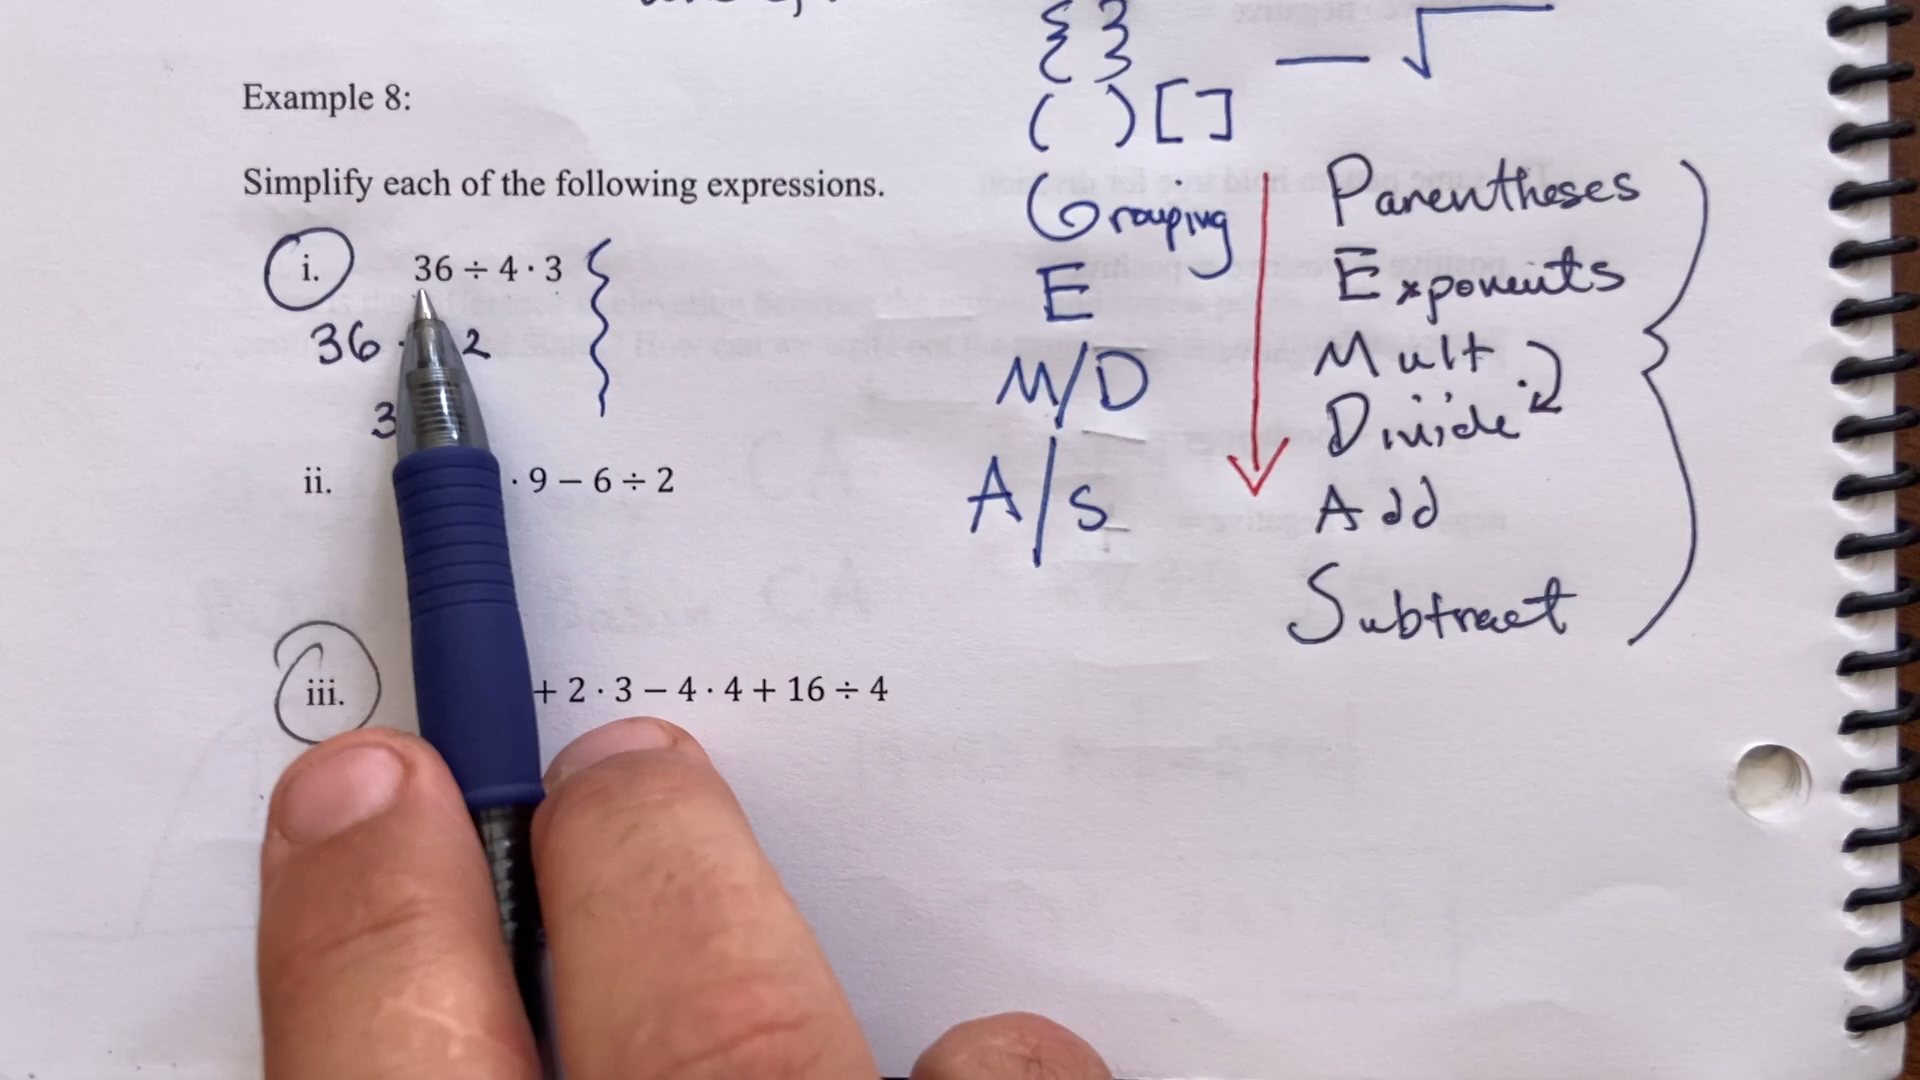 { } — √
( ) [ ]
Example 8:
Simplify each of the following expressions.
i. 36 ÷ 4 · 3
36 2
3
ii. · 9 − 6 ÷ 2
iii. + 2 · 3 − 4 · 4 + 16 ÷ 4
Grouping
E
M/D
A/S
Parentheses
Exponents
Mult
Divide
Add
Subtract